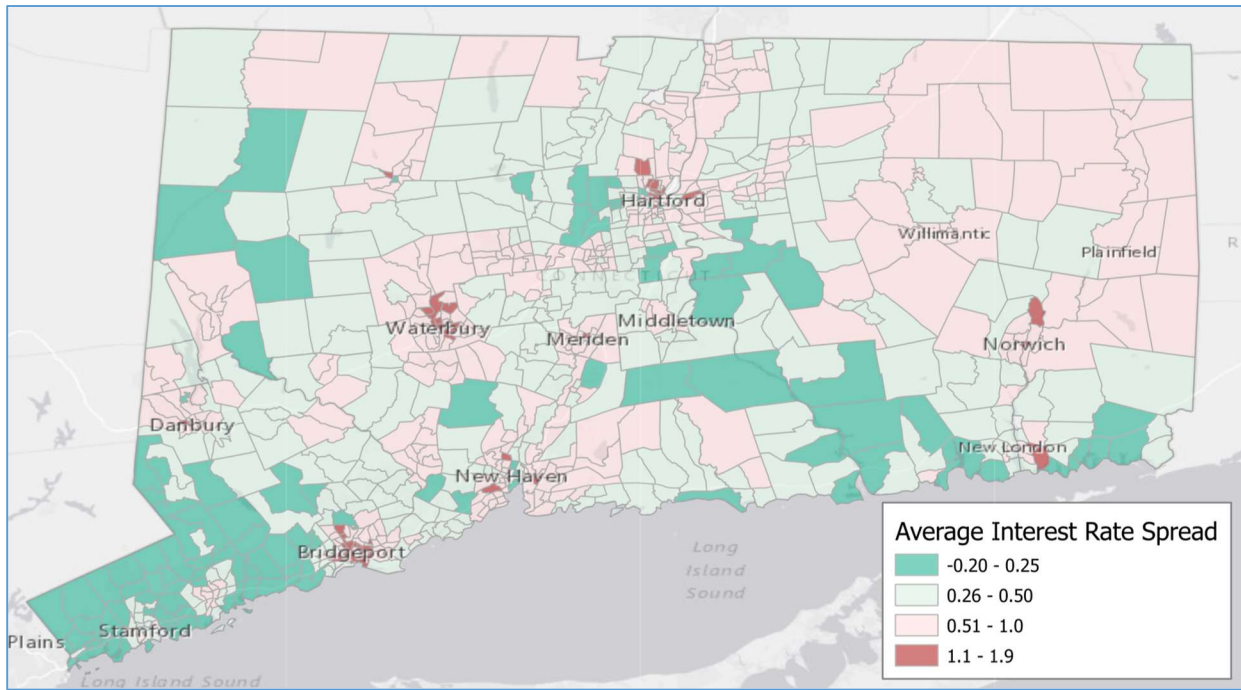 Hartford
Willimantic
Plainfield
R
CONNECTICUT
Waterbury
Middletown
Meriden
Norwich
Danbury
New London
New Haven
Bridgeport
Long
Island
Sound
Stamford
Plains
Long Island Sound
Average Interest Rate Spread
-0.20 - 0.25
0.26 - 0.50
0.51 - 1.0
1.1 - 1.9